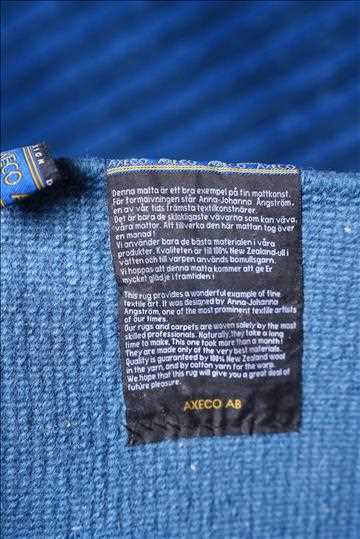 SIGN D
AXECO A
AXECO AXECO
Denna matta är ett bra exempel på fin mattkonst.
För formgivningen står Anna-Johanna Ångström,
en av vår tids främsta textilkonstnärer.
Det är bara de skickligaste vävarna som kan väva
våra mattor. Att tillverka den här mattan tog över
en månad!
Vi använder bara de bästa materialen i våra
produkter. Kvaliteten är till 100% New Zealand-ull i
väften och till varpen används bomullsgarn.
Vi hoppas att denna matta kommer att ge Er
mycket glädje i framtiden!
This rug provides a wonderful example of fine
textile art. It was designed by Anna-Johanna
Ångström, one of the most prominent textile artists
of our times.
Our rugs and carpets are woven solely by the most
skilled professionals. Naturally they take a long
time to make. This one took more than a month!
They are made only of the very best materials.
Quality is guaranteed by 100% New Zealand wool
in the yarn, and by cotton yarn for the warp.
We hope that this rug will give you a great deal of
future pleasure.
AXECO AB